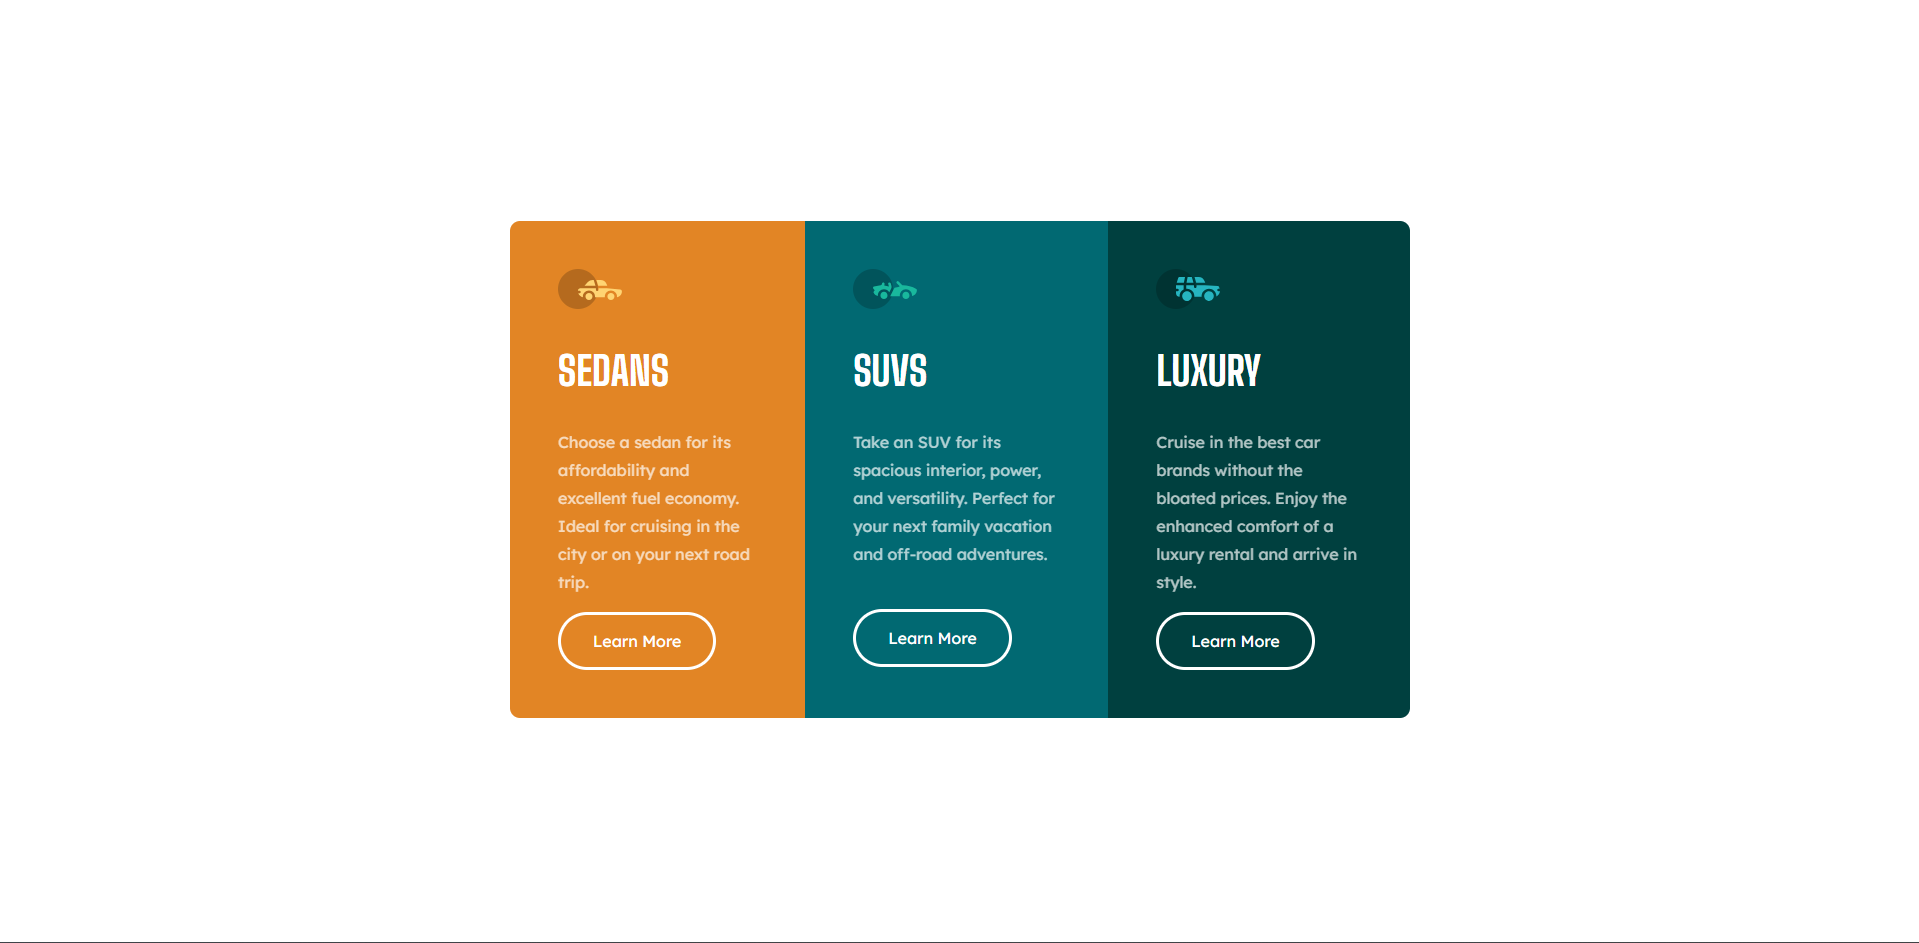 SEDANS
Choose a sedan for its
affordability and
excellent fuel economy.
Ideal for cruising in the
city or on your next road
trip.
Learn More
SUVS
Take an SUV for its
spacious interior, power,
and versatility. Perfect for
your next family vacation
and off-road adventures.
Learn More
LUXURY
Cruise in the best car
brands without the
bloated prices. Enjoy the
enhanced comfort of a
luxury rental and arrive in
style.
Learn More